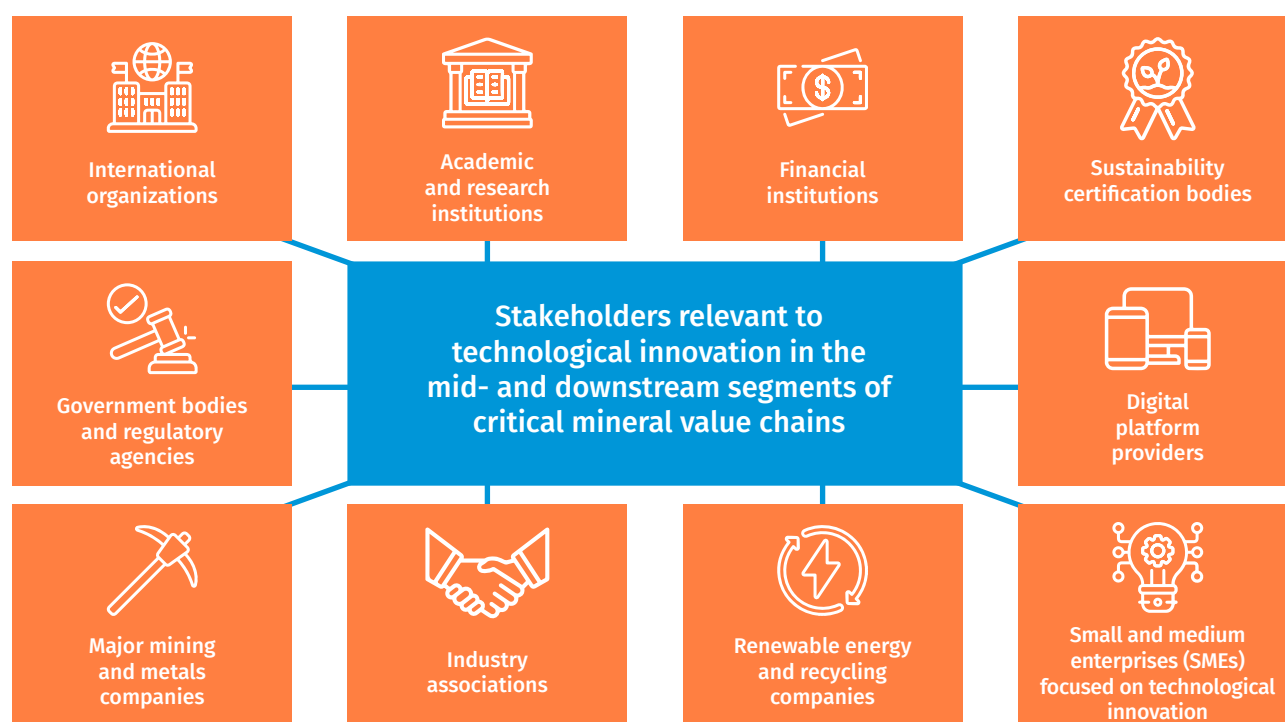 International
organizations
Academic
and research
institutions
Financial
institutions
Sustainability
certification bodies
Government bodies
and regulatory
agencies
Stakeholders relevant to
technological innovation in the
mid- and downstream segments of
critical mineral value chains
Digital
platform
providers
Major mining
and metals
companies
Industry
associations
Renewable energy
and recycling
companies
Small and medium
enterprises (SMEs)
focused on technological
innovation